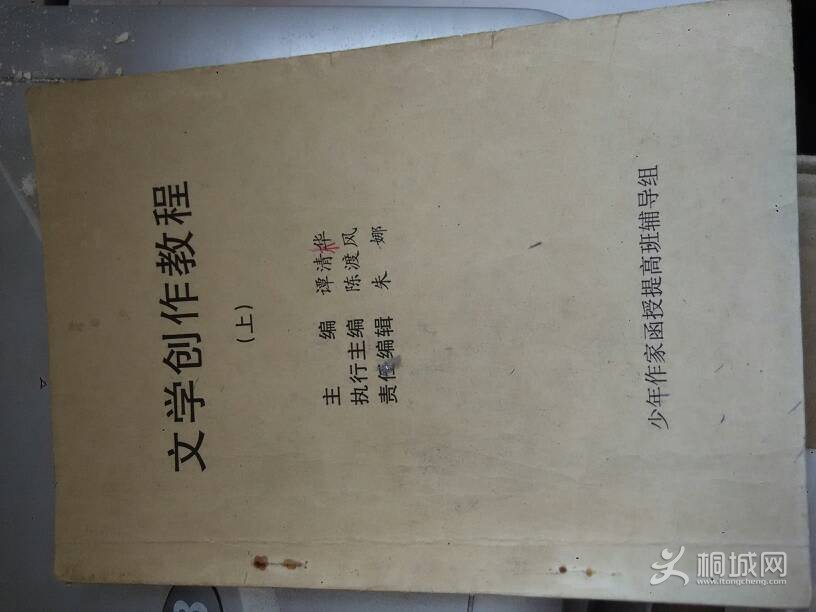 文学创作教程
(上)
主编 谭清华
执行主编 陈渡风
责任编辑 朱娜
少年作家函授提高班辅导组
桐城网
www.itongcheng.com